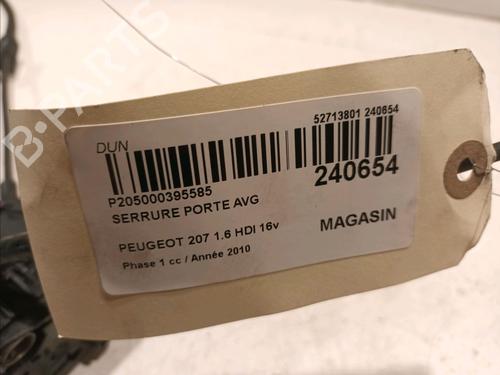 B-PARTS
DUN
52713801 240654
P205000395585
240654
SERRURE PORTE AVG
PEUGEOT 207 1.6 HDI 16v
MAGASIN
Phase 1 cc / Année 2010